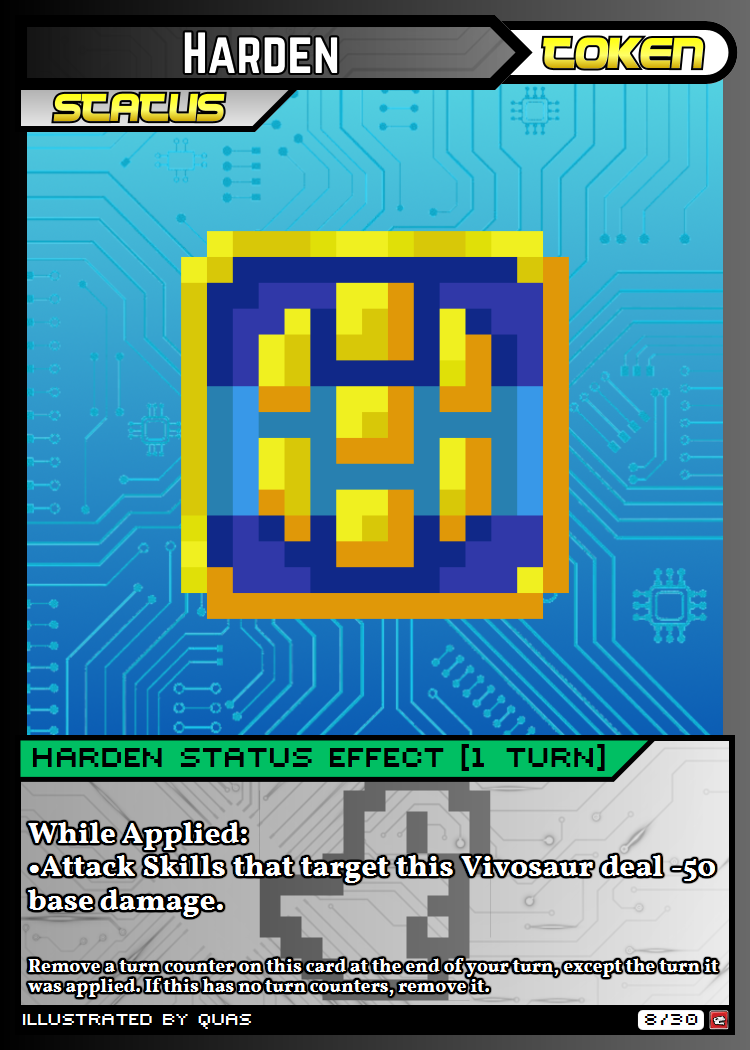 HARDEN
TOKEN
STATUS
HARDEN STATUS EFFECT [1 TURN]
While Applied:
•Attack Skills that target this Vivosaur deal -50
base damage.
Remove a turn counter on this card at the end of your turn, except the turn it
was applied. If this has no turn counters, remove it.
ILLUSTRATED BY QUAS
8/30